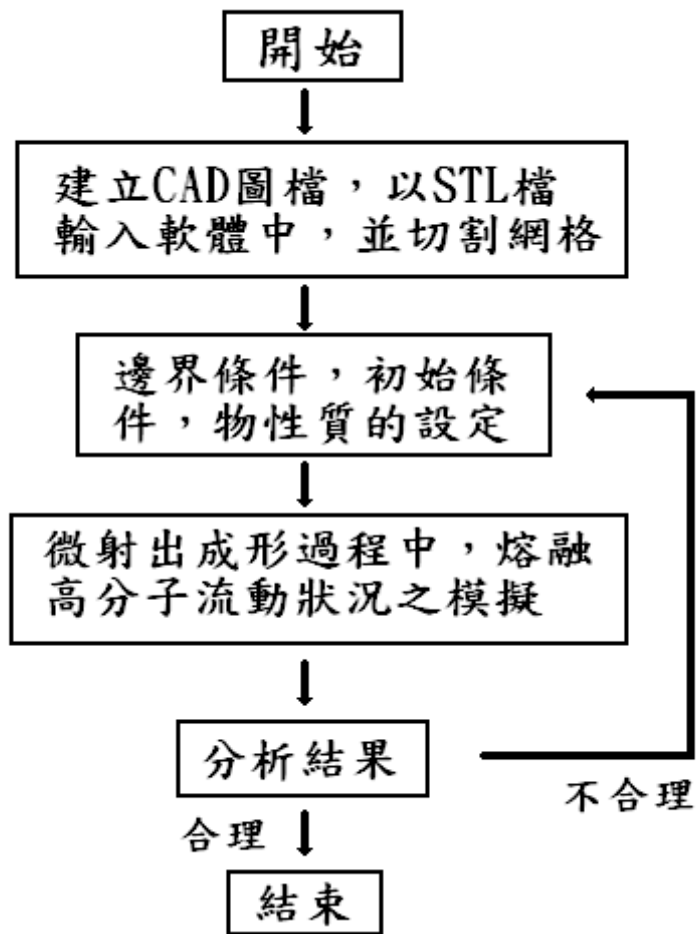 開始
建立CAD圖檔，以STL檔
輸入軟體中，並切割網格
邊界條件，初始條
件，物性質的設定
微射出成形過程中，熔融
高分子流動狀況之模擬
分析結果
不合理
合理
結束